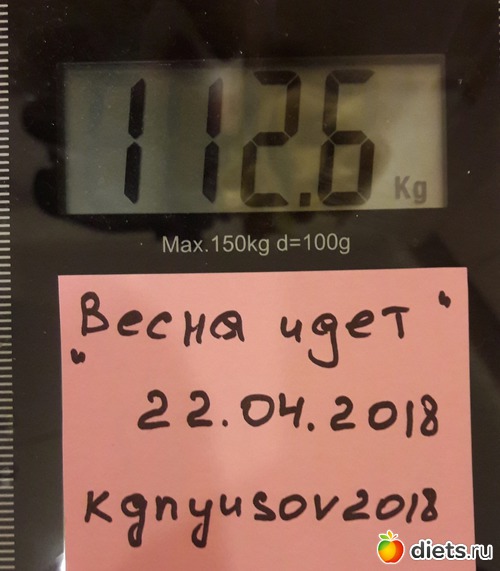 112.6 Kg
Max.150kg d=100g
"Весна идет"
22.04.2018
kgnyusov2018
diets.ru